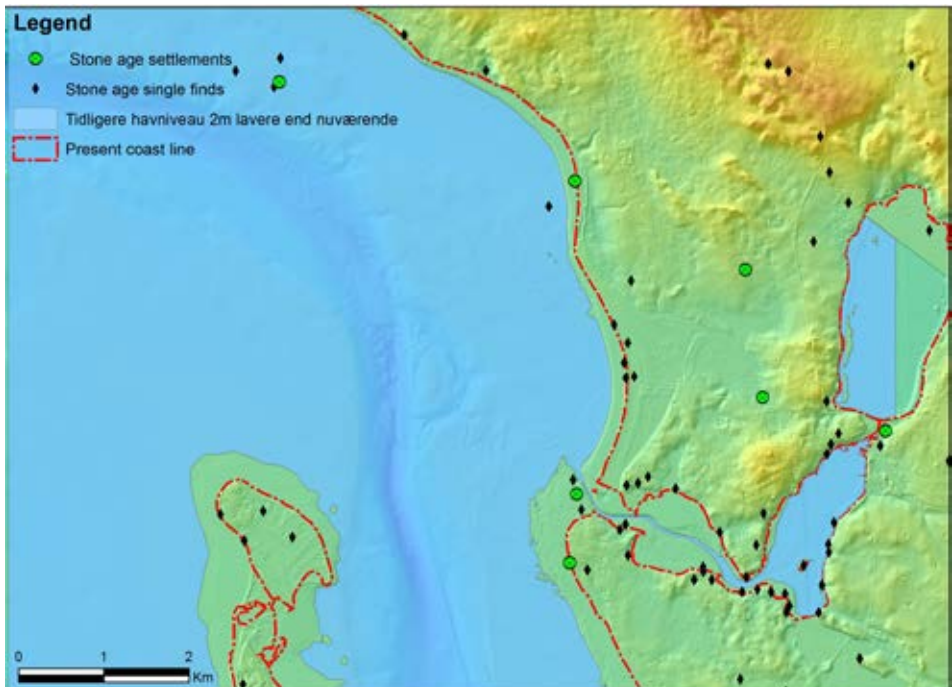 Legend
Stone age settlements
Stone age single finds
Tidligere havniveau 2m lavere end nuværende
Present coast line
0 1 2
Km